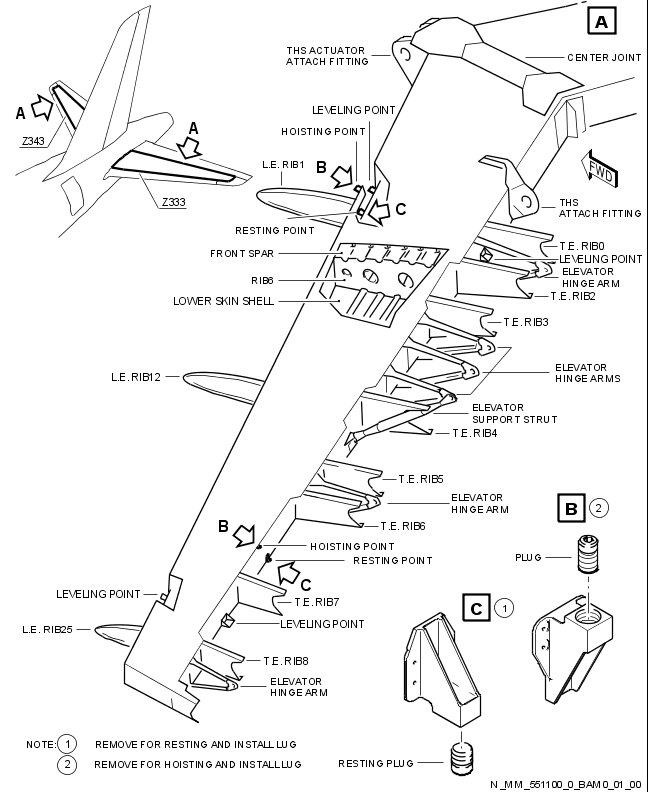 A
THS ACTUATOR
ATTACH FITTING
CENTER JOINT
A
A
Z343
Z333
LEVELING POINT
HOISTING POINT
L.E. RIB1
B
C
RESTING POINT
FWD
THS
ATTACH FITTING
FRONT SPAR
RIB6
LOWER SKIN SHELL
T.E. RIB0
LEVELING POINT
ELEVATOR
HINGE ARM
T.E. RIB2
T.E. RIB3
L.E. RIB12
ELEVATOR
HINGE ARMS
ELEVATOR
SUPPORT STRUT
T.E. RIB4
T.E. RIB5
ELEVATOR
HINGE ARM
T.E. RIB6
B
HOISTING POINT
RESTING POINT
C
LEVELING POINT
T.E. RIB7
LEVELING POINT
L.E. RIB25
T.E. RIB8
ELEVATOR
HINGE ARM
B 2
PLUG
C 1
RESTING PLUG
NOTE: 1 REMOVE FOR RESTING AND INSTALL LUG
2 REMOVE FOR HOISTING AND INSTALL LUG
N_MM_551100_0_BAM0_01_00